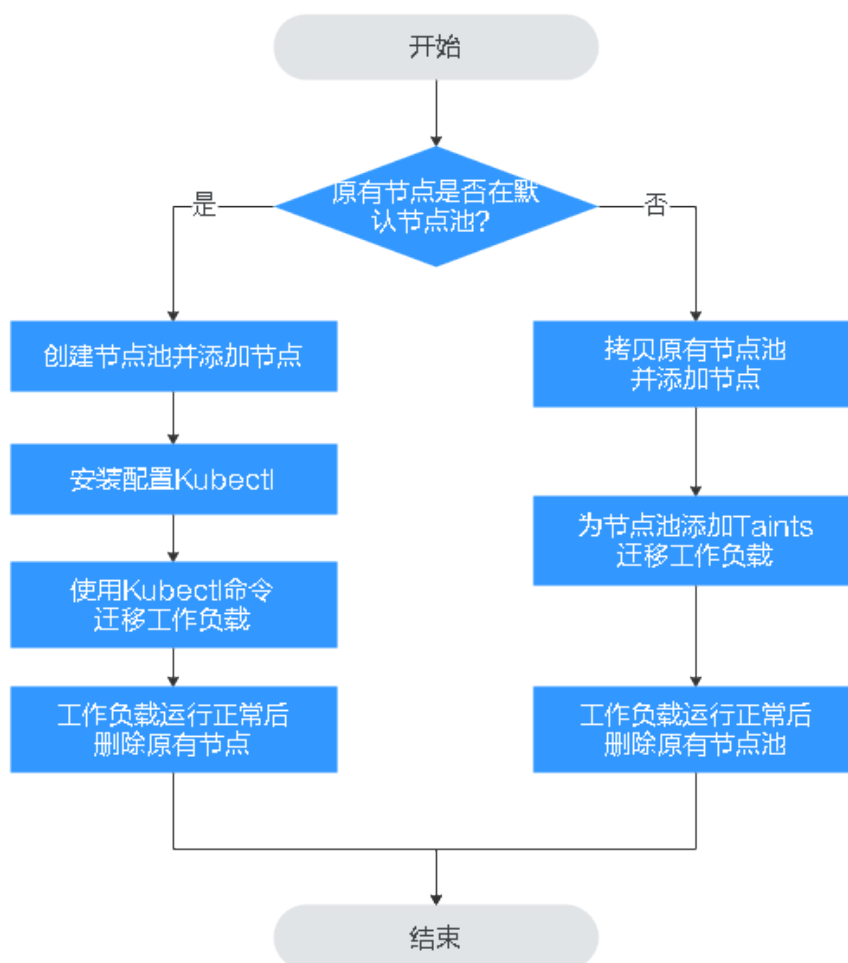 开始
原有节点是否在默
认节点池?
是
否
创建节点池并添加节点
安装配置Kubectl
使用Kubectl命令
迁移工作负载
工作负载运行正常后
删除原有节点
拷贝原有节点池
并添加节点
为节点池添加Taints
迁移工作负载
工作负载运行正常后
删除原有节点池
结束